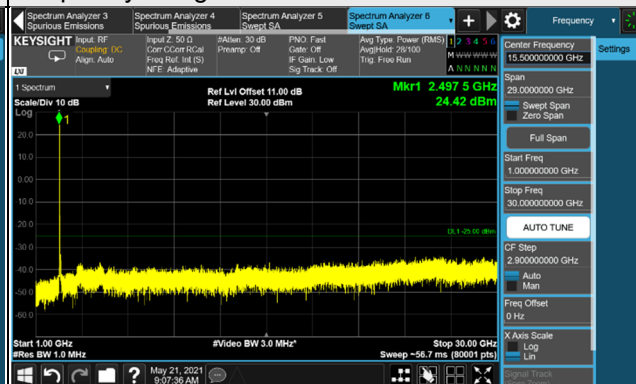 Spectrum Analyzer 3
Spurious Emissions
Spectrum Analyzer 4
Spurious Emissions
Spectrum Analyzer 5
Swept SA
Spectrum Analyzer 6
Swept SA
Frequency
KEYSIGHT
Input: RF
Coupling: DC
Align: Auto
Input Z: 50 Ω
Corr CCorr RCal
Freq Ref: Int (S)
NFE: Adaptive
#Atten: 30 dB
Preamp: Off
PNO: Fast
Gate: Off
IF Gain: Low
Sig Track: Off
Avg Type: Power (RMS)
Avg|Hold: 28/100
Trig: Free Run
1 2 3 4 5 6
M W W W W W
A N N N N N
LXI
1 Spectrum
Scale/Div 10 dB
Log
Ref Lvl Offset 11.00 dB
Ref Level 30.00 dBm
Mkr1 2.497 5 GHz
24.42 dBm
1
20.0
10.0
0.00
-10.0
-20.0
-30.0
-40.0
-50.0
-60.0
DL1 -25.00 dBm
Start 1.00 GHz
#Res BW 1.0 MHz
#Video BW 3.0 MHz*
Stop 30.00 GHz
Sweep ~56.7 ms (80001 pts)
Center Frequency
15.500000000 GHz
Settings
Span
29.0000000 GHz
Swept Span
Zero Span
Full Span
Start Freq
1.000000000 GHz
Stop Freq
30.000000000 GHz
AUTO TUNE
CF Step
2.900000000 GHz
Auto
Man
Freq Offset
0 Hz
X Axis Scale
Log
Lin
Signal Track
May 21, 2021
9:07:36 AM